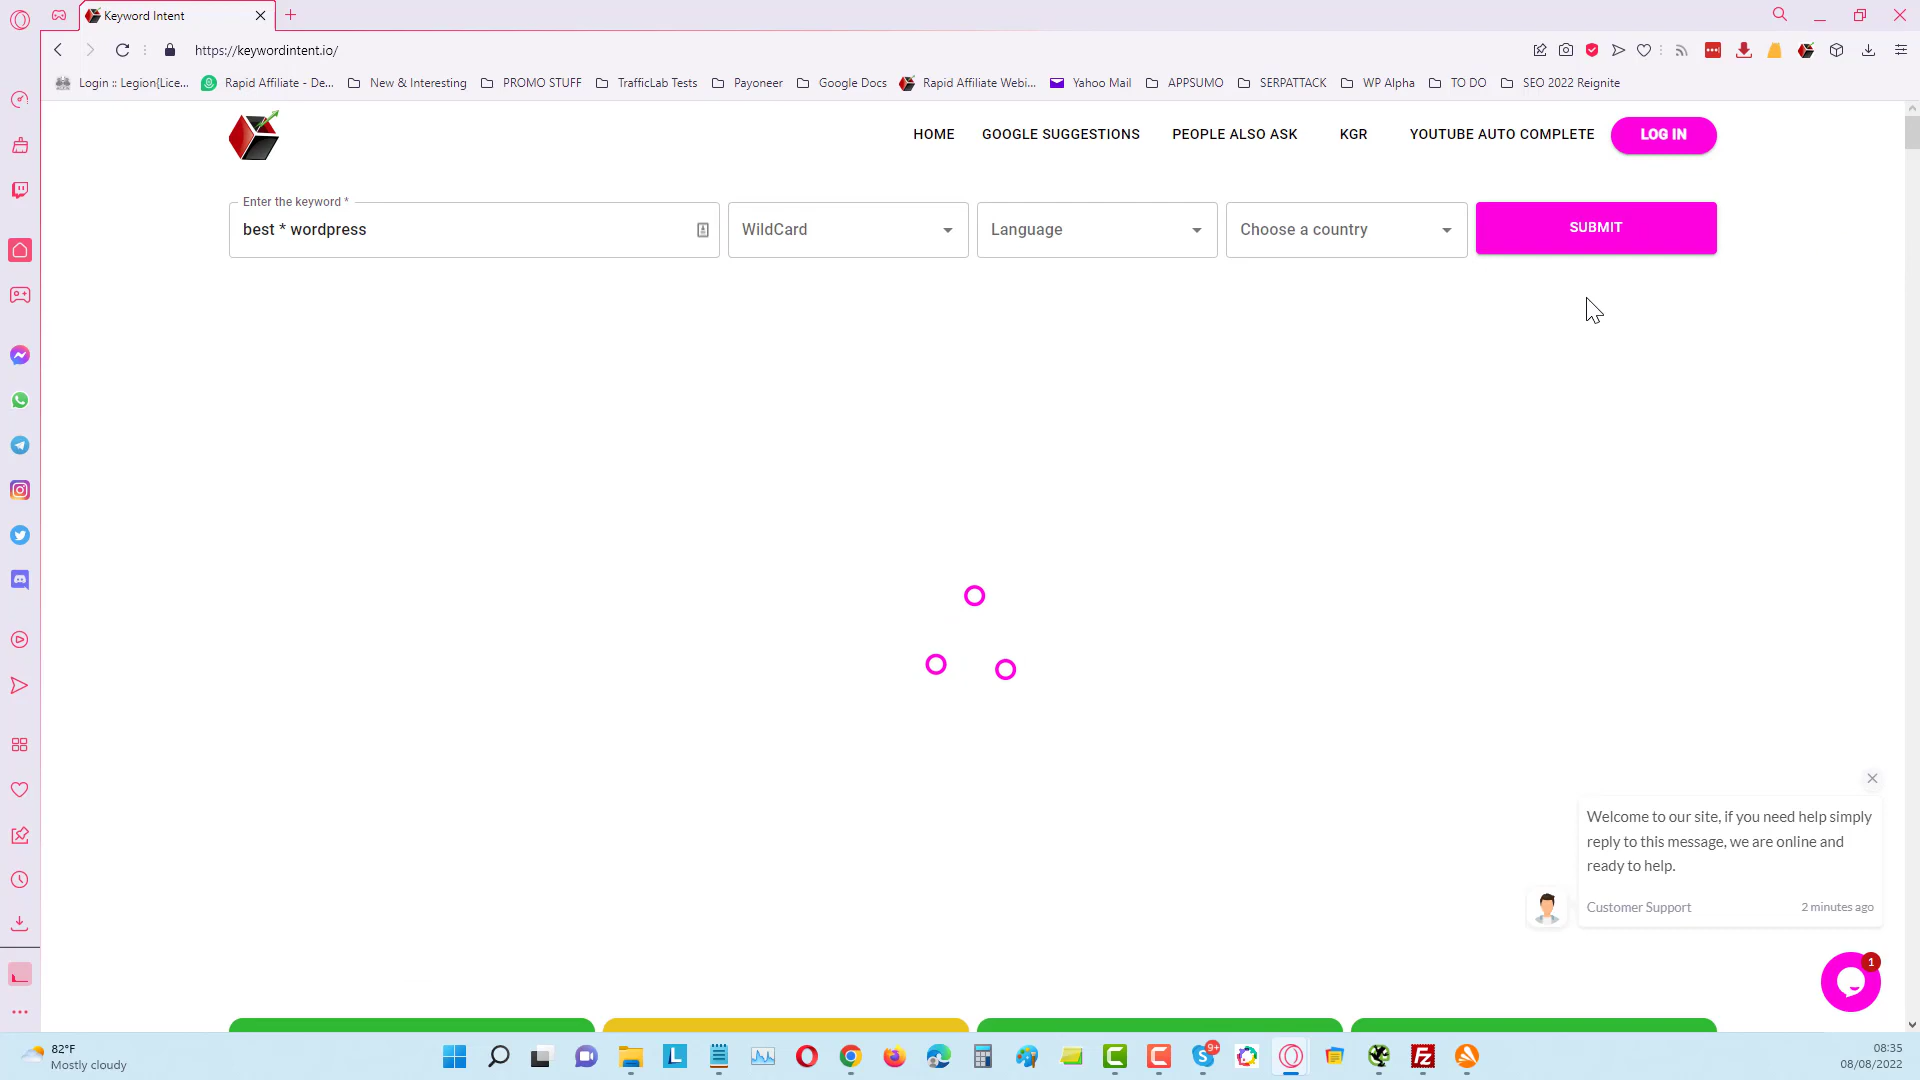 Keyword Intent
https://keywordintent.io/
Login :: Legion{Lice...
Rapid Affiliate - De...
New & Interesting
PROMO STUFF
TrafficLab Tests
Payoneer
Google Docs
Rapid Affiliate Webi...
Yahoo Mail
APPSUMO
SERPATTACK
WP Alpha
TO DO
SEO 2022 Reignite
HOME
GOOGLE SUGGESTIONS
PEOPLE ALSO ASK
KGR
YOUTUBE AUTO COMPLETE
LOG IN
Enter the keyword *
best * wordpress
WildCard
Language
Choose a country
SUBMIT
Welcome to our site, if you need help simply
reply to this message, we are online and
ready to help.
Customer Support
2 minutes ago
1
82°F
Mostly cloudy
L
9+
Fz
08:35
08/08/2022